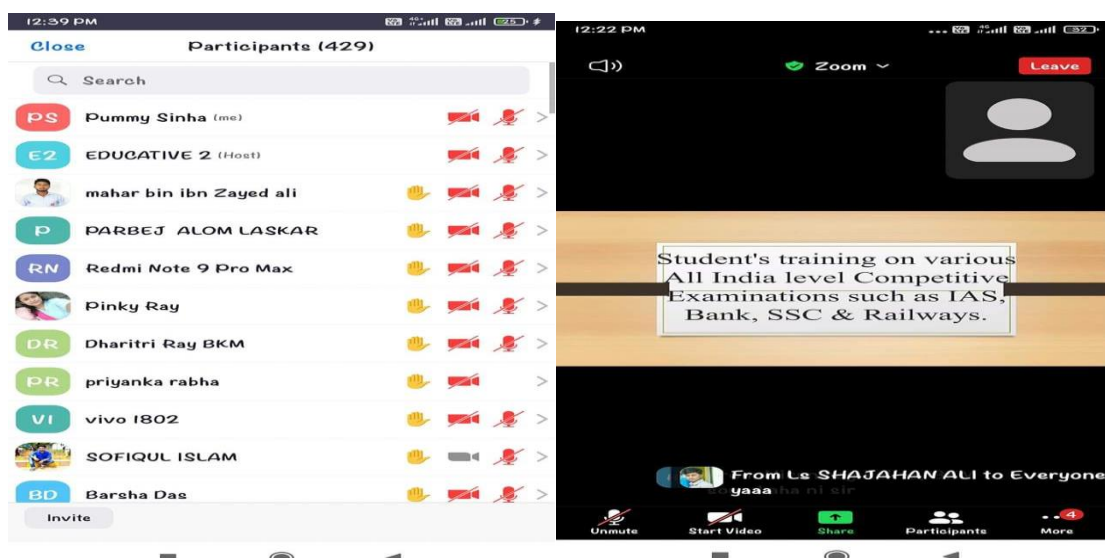 12:39 PM
25
Close Participants (429)
Search
PS Pummy Sinha (me)
E2 EDUCATIVE 2 (Host)
mahar bin ibn Zayed ali
P PARBEJ ALOM LASKAR
RN Redmi Note 9 Pro Max
Pinky Ray
DR Dharitri Ray BKM
PR priyanka rabha
VI vivo 1802
SOFIQUL ISLAM
BD Barsha Das
Invite
12:22 PM
32
Zoom Leave
Student's training on various
All India level Competitive
Examinations such as IAS,
Bank, SSC & Railways.
From Ls SHAJAHAN ALI to Everyone
yaaa
Unmute Start Video Share Participants More
4